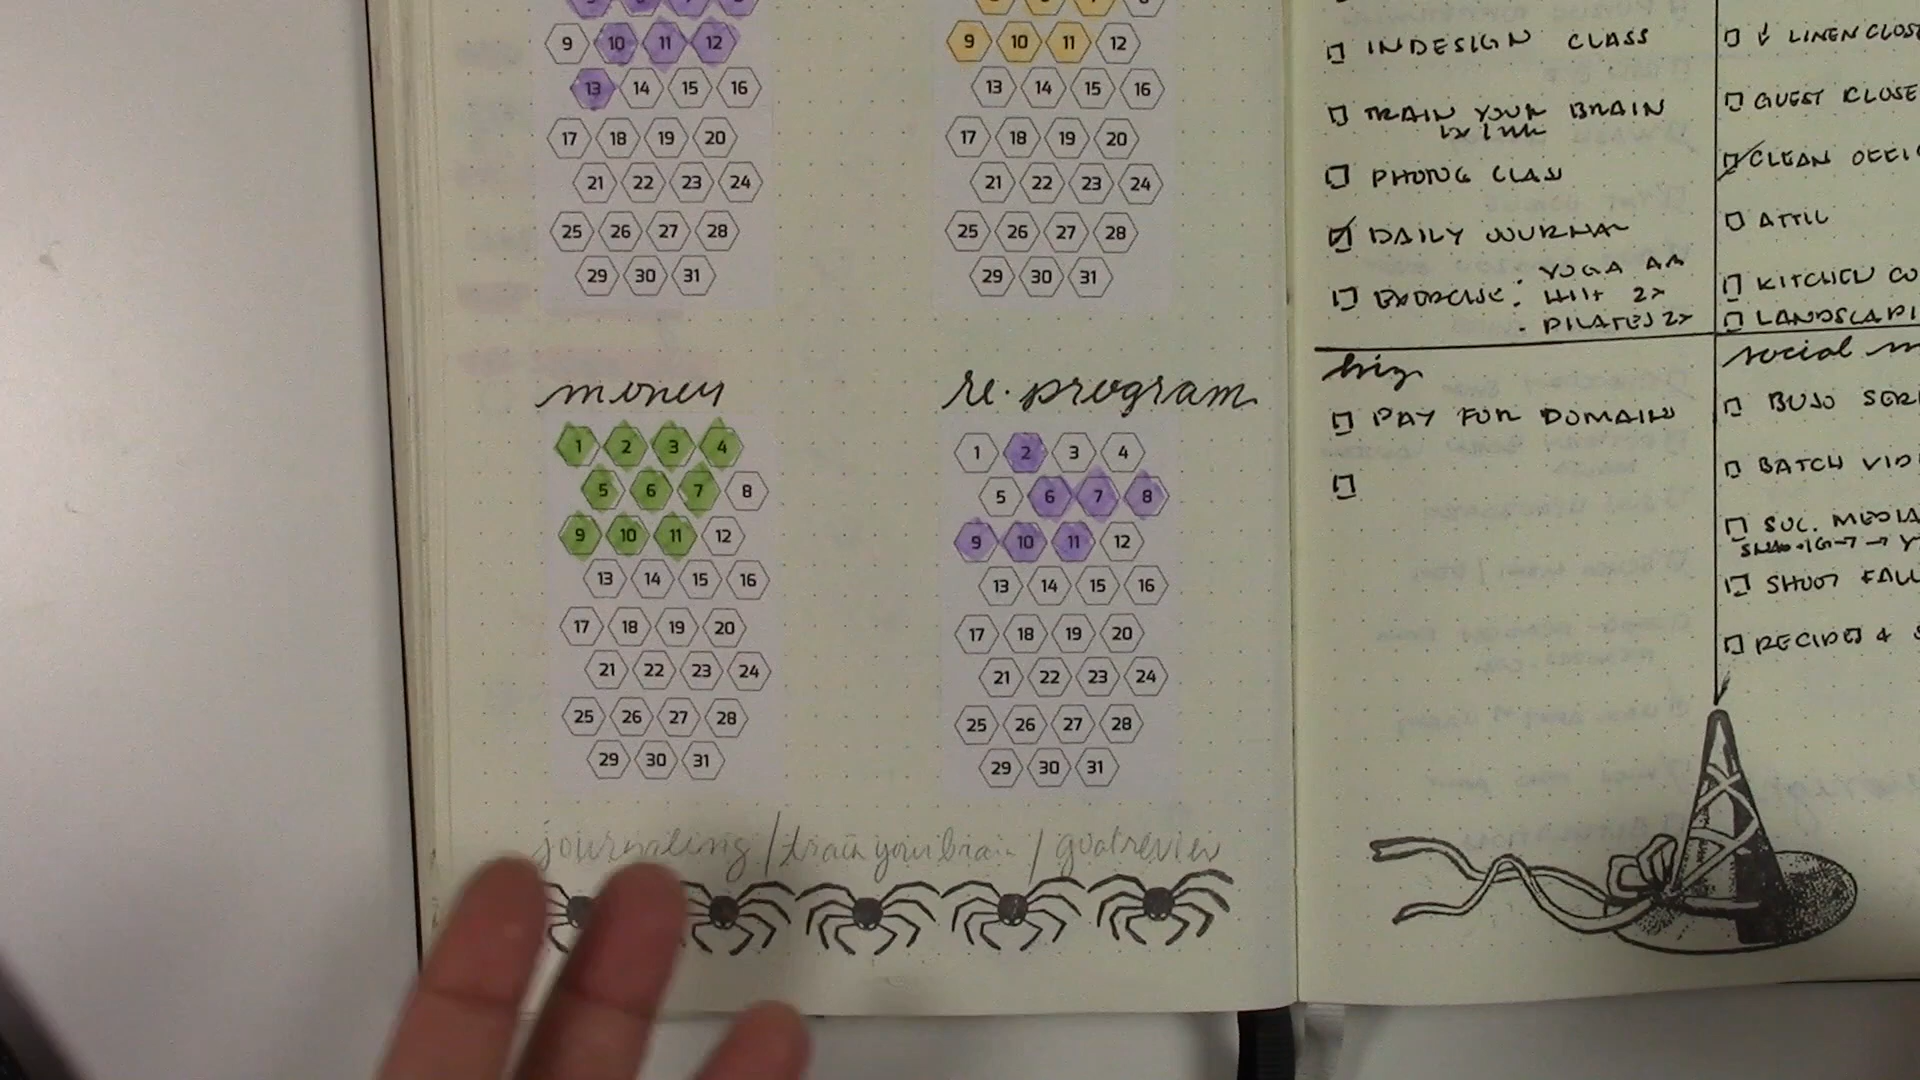 9 10 11 12
13 14 15 16
17 18 19 20
21 22 23 24
25 26 27 28
29 30 31
9 10 11 12
13 14 15 16
17 18 19 20
21 22 23 24
25 26 27 28
29 30 31
money
1 2 3 4
5 6 7 8
9 10 11 12
13 14 15 16
17 18 19 20
21 22 23 24
25 26 27 28
29 30 31
re.program
1 2 3 4
5 6 7 8
9 10 11 12
13 14 15 16
17 18 19 20
21 22 23 24
25 26 27 28
29 30 31
journaling / train your brain / goal review
INDESIGN CLASS
TRAIN YOUR BRAIN
DAILY JOURNAL
YOGA AM
EXERCISE: HIIT 2x
· PILATES 2x
biz
PAY FOR DOMAINS
↓ LINEN CLOSE
GUEST CLOSE
CLEAN OFFI
ATTIC
KITCHEN CO
LANDSCAPI
social m
BUJO SERI
BATCH VID
SOC. MEDIA
SHOOT FALL
RECIPES &